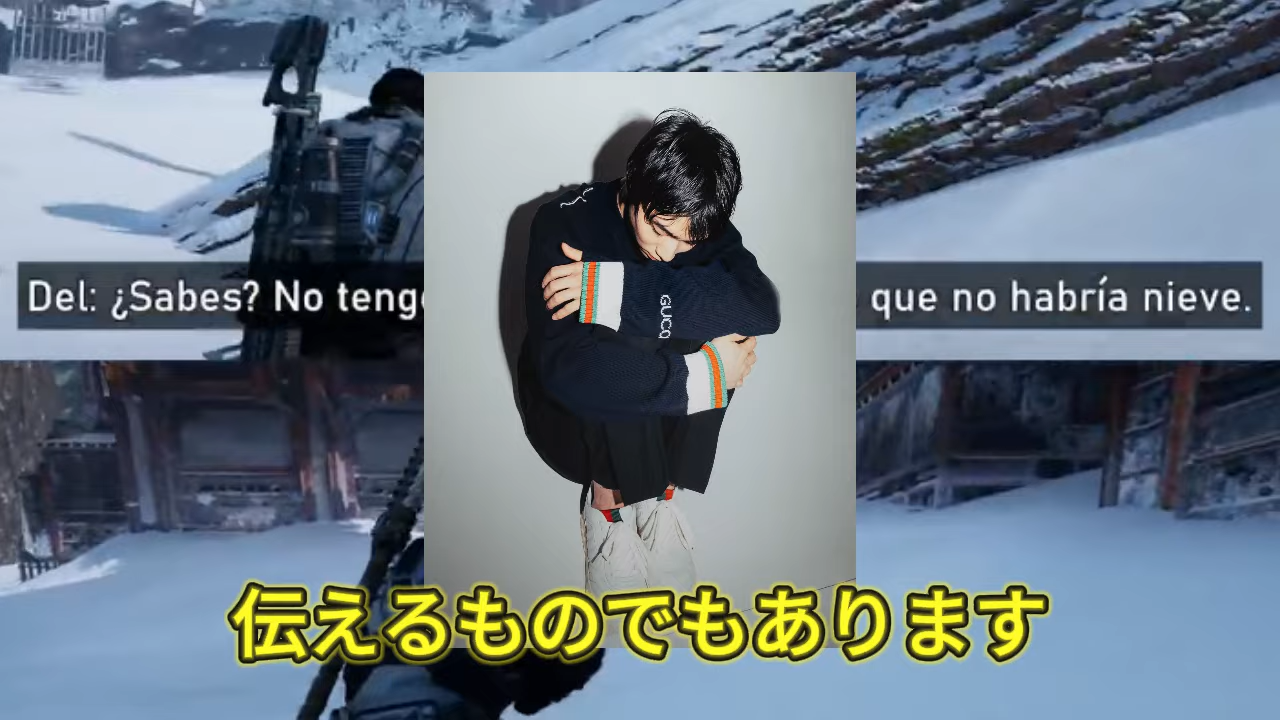 Del: ¿Sabes? No teng
que no habría nieve.
GUCC
伝えるものでもあります